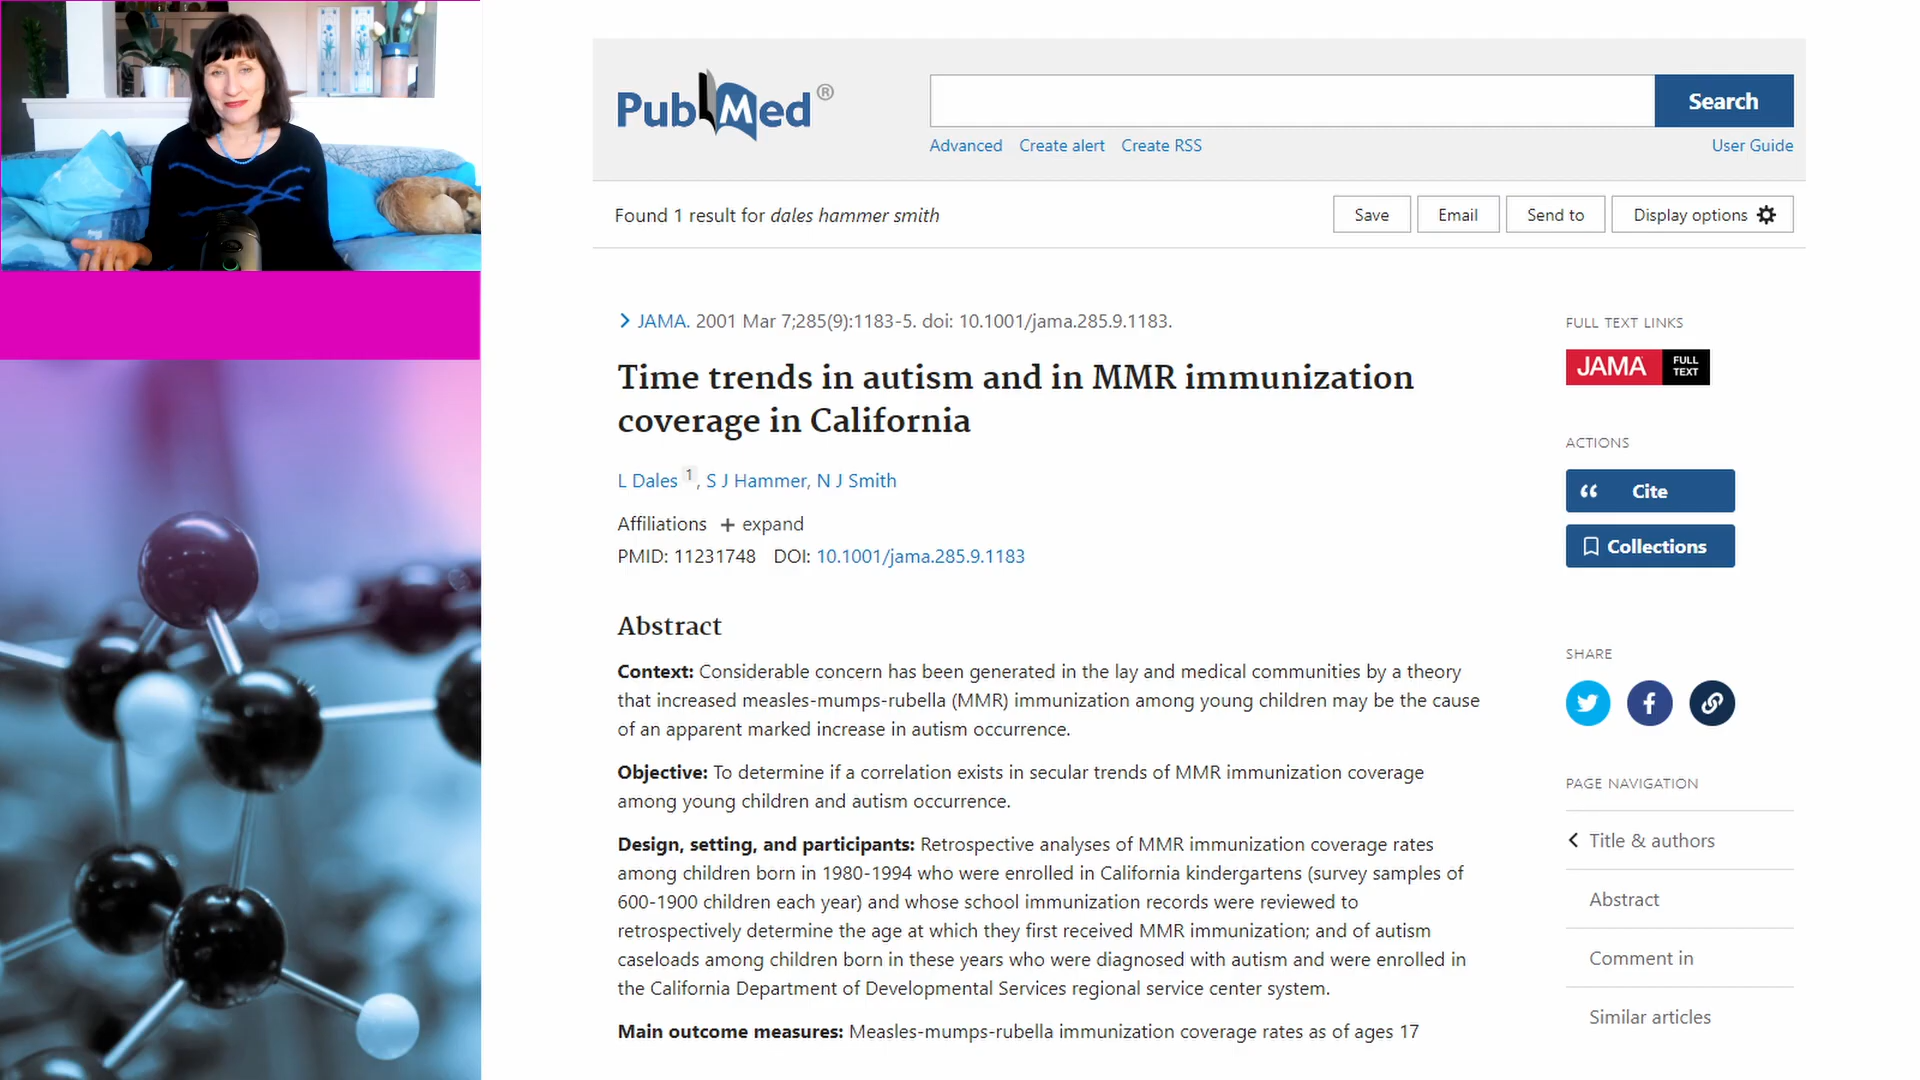 PubMed®
Search
Advanced Create alert Create RSS
User Guide
Found 1 result for dales hammer smith
Save
Email
Send to
Display options
JAMA. 2001 Mar 7;285(9):1183-5. doi: 10.1001/jama.285.9.1183.
Time trends in autism and in MMR immunization
coverage in California
L Dales 1, S J Hammer, N J Smith
Affiliations + expand
PMID: 11231748 DOI: 10.1001/jama.285.9.1183
Abstract
Context: Considerable concern has been generated in the lay and medical communities by a theory
that increased measles-mumps-rubella (MMR) immunization among young children may be the cause
of an apparent marked increase in autism occurrence.
Objective: To determine if a correlation exists in secular trends of MMR immunization coverage
among young children and autism occurrence.
Design, setting, and participants: Retrospective analyses of MMR immunization coverage rates
among children born in 1980-1994 who were enrolled in California kindergartens (survey samples of
600-1900 children each year) and whose school immunization records were reviewed to
retrospectively determine the age at which they first received MMR immunization; and of autism
caseloads among children born in these years who were diagnosed with autism and were enrolled in
the California Department of Developmental Services regional service center system.
Main outcome measures: Measles-mumps-rubella immunization coverage rates as of ages 17
FULL TEXT LINKS
JAMA FULL
TEXT
ACTIONS
Cite
Collections
SHARE
PAGE NAVIGATION
Title & authors
Abstract
Comment in
Similar articles